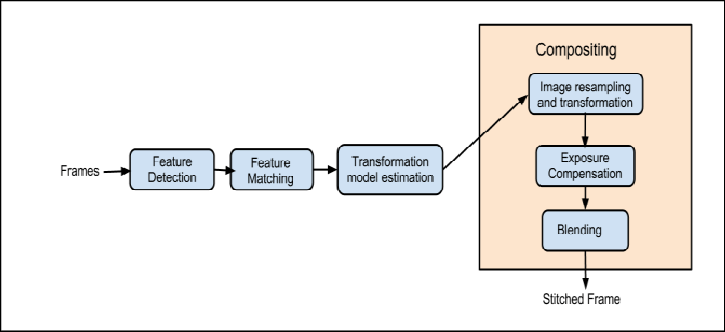 Frames
Feature
Detection
Feature
Matching
Transformation
model estimation
Compositing
Image resampling
and transformation
Exposure
Compensation
Blending
Stitched Frame